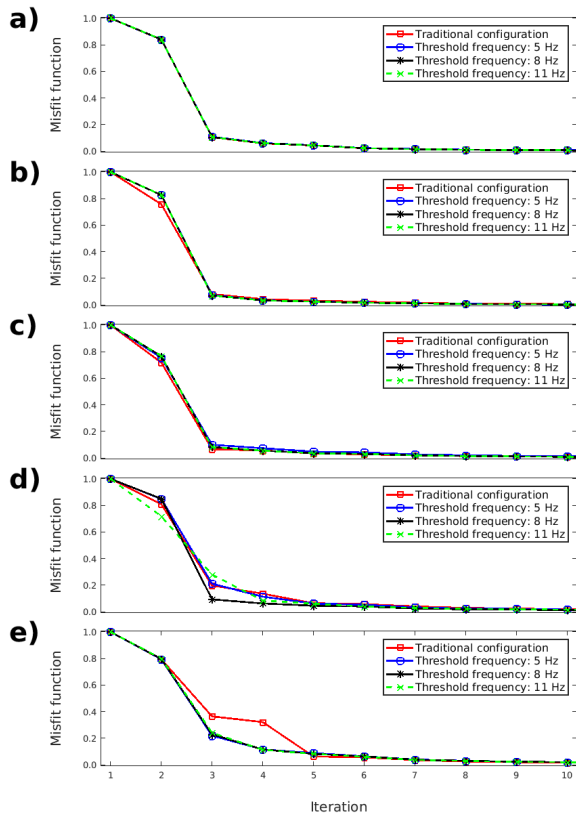 a)
Misfit function
1.0
0.8
0.6
0.4
0.2
0.0
Traditional configuration
Threshold frequency: 5 Hz
Threshold frequency: 8 Hz
Threshold frequency: 11 Hz
b)
Misfit function
1.0
0.8
0.6
0.4
0.2
0.0
Traditional configuration
Threshold frequency: 5 Hz
Threshold frequency: 8 Hz
Threshold frequency: 11 Hz
c)
Misfit function
1.0
0.8
0.6
0.4
0.2
0.0
Traditional configuration
Threshold frequency: 5 Hz
Threshold frequency: 8 Hz
Threshold frequency: 11 Hz
d)
Misfit function
1.0
0.8
0.6
0.4
0.2
0.0
Traditional configuration
Threshold frequency: 5 Hz
Threshold frequency: 8 Hz
Threshold frequency: 11 Hz
e)
Misfit function
1.0
0.8
0.6
0.4
0.2
0.0
Traditional configuration
Threshold frequency: 5 Hz
Threshold frequency: 8 Hz
Threshold frequency: 11 Hz
1 2 3 4 5 6 7 8 9 10
Iteration